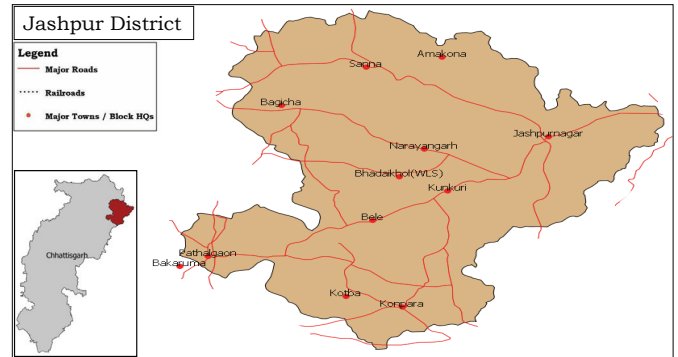 Jashpur District
Legend
Major Roads
Railroads
Major Towns / Block HQs
Amakona
Sanna
Bagicha
Jashpurnagar
Narayangarh
Bhadaikhol(WLS)
Kunkuri
Bele
Pathalgaon
Bakaruma
Kotba
Konpara
Chhattisgarh